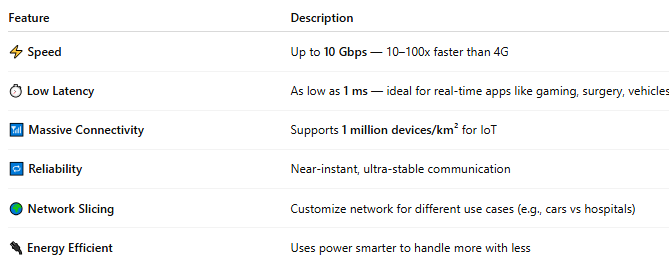 Feature Description
⚡ Speed Up to 10 Gbps — 10–100x faster than 4G
⏱ Low Latency As low as 1 ms — ideal for real-time apps like gaming, surgery, vehicles
📶 Massive Connectivity Supports 1 million devices/km² for IoT
🔁 Reliability Near-instant, ultra-stable communication
🌍 Network Slicing Customize network for different use cases (e.g., cars vs hospitals)
🔌 Energy Efficient Uses power smarter to handle more with less